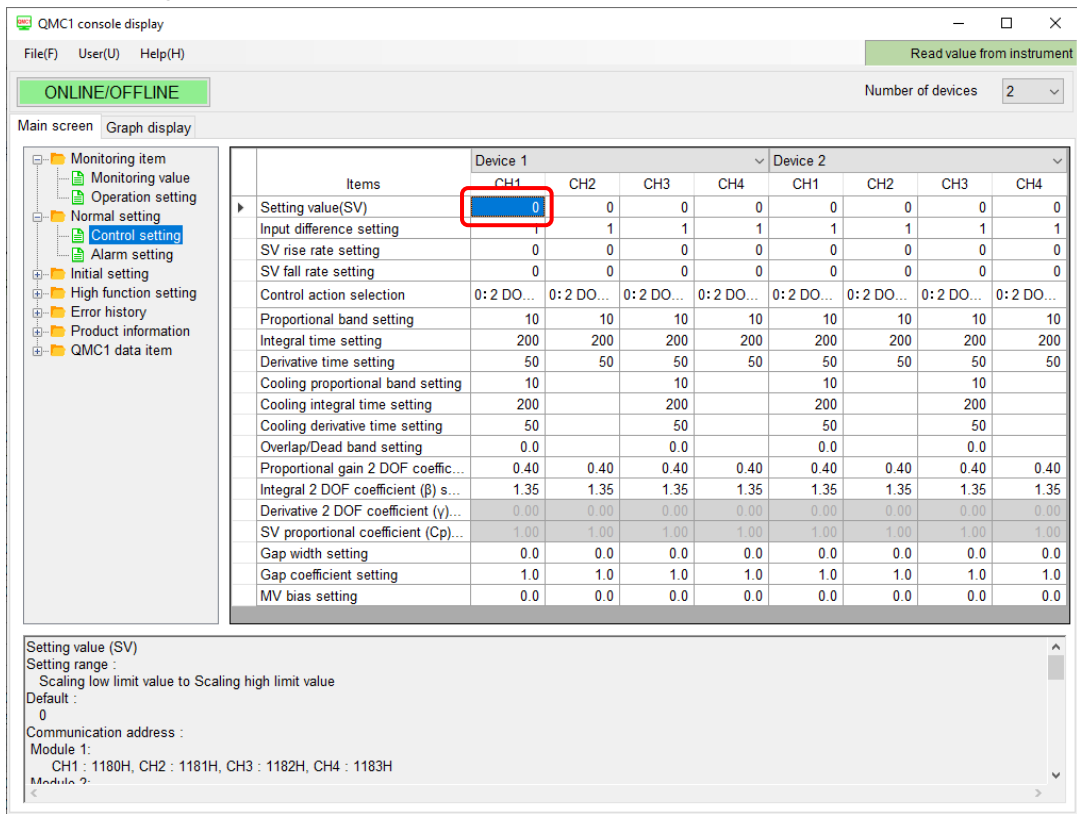 QMC1 console display
File(F) User(U) Help(H) Read value from instrument
ONLINE/OFFLINE Number of devices 2
Main screen Graph display
Monitoring item
Monitoring value
Operation setting
Normal setting
Control setting
Alarm setting
Initial setting
High function setting
Error history
Product information
QMC1 data item
Device 1 Device 2
Items CH1 CH2 CH3 CH4 CH1 CH2 CH3 CH4
Setting value(SV) 0 0 0 0 0 0 0 0
Input difference setting 1 1 1 1 1 1 1 1
SV rise rate setting 0 0 0 0 0 0 0 0
SV fall rate setting 0 0 0 0 0 0 0 0
Control action selection 0: 2 DO... 0: 2 DO... 0: 2 DO... 0: 2 DO... 0: 2 DO... 0: 2 DO... 0: 2 DO... 0: 2 DO...
Proportional band setting 10 10 10 10 10 10 10 10
Integral time setting 200 200 200 200 200 200 200 200
Derivative time setting 50 50 50 50 50 50 50 50
Cooling proportional band setting 10 10 10 10
Cooling integral time setting 200 200 200 200
Cooling derivative time setting 50 50 50 50
Overlap/Dead band setting 0.0 0.0 0.0 0.0
Proportional gain 2 DOF coeffic... 0.40 0.40 0.40 0.40 0.40 0.40 0.40 0.40
Integral 2 DOF coefficient (β) s... 1.35 1.35 1.35 1.35 1.35 1.35 1.35 1.35
Derivative 2 DOF coefficient (γ)... 0.00 0.00 0.00 0.00 0.00 0.00 0.00 0.00
SV proportional coefficient (Cp)... 1.00 1.00 1.00 1.00 1.00 1.00 1.00 1.00
Gap width setting 0.0 0.0 0.0 0.0 0.0 0.0 0.0 0.0
Gap coefficient setting 1.0 1.0 1.0 1.0 1.0 1.0 1.0 1.0
MV bias setting 0.0 0.0 0.0 0.0 0.0 0.0 0.0 0.0
Setting value (SV)
Setting range :
Scaling low limit value to Scaling high limit value
Default :
0
Communication address :
Module 1:
CH1 : 1180H, CH2 : 1181H, CH3 : 1182H, CH4 : 1183H
Module 2: